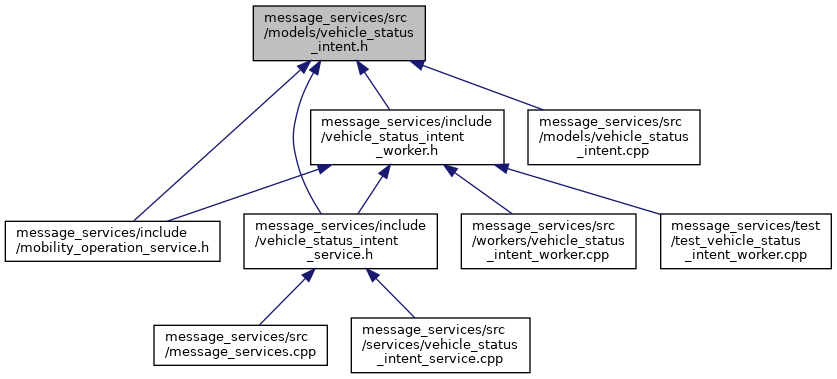 message_services/src
/models/vehicle_status
_intent.h
message_services/include
/vehicle_status_intent
_worker.h
message_services/src
/models/vehicle_status
_intent.cpp
message_services/include
/mobility_operation_service.h
message_services/include
/vehicle_status_intent
_service.h
message_services/src
/workers/vehicle_status
_intent_worker.cpp
message_services/test
/test_vehicle_status
_intent_worker.cpp
message_services/src
/message_services.cpp
message_services/src
/services/vehicle_status
_intent_service.cpp